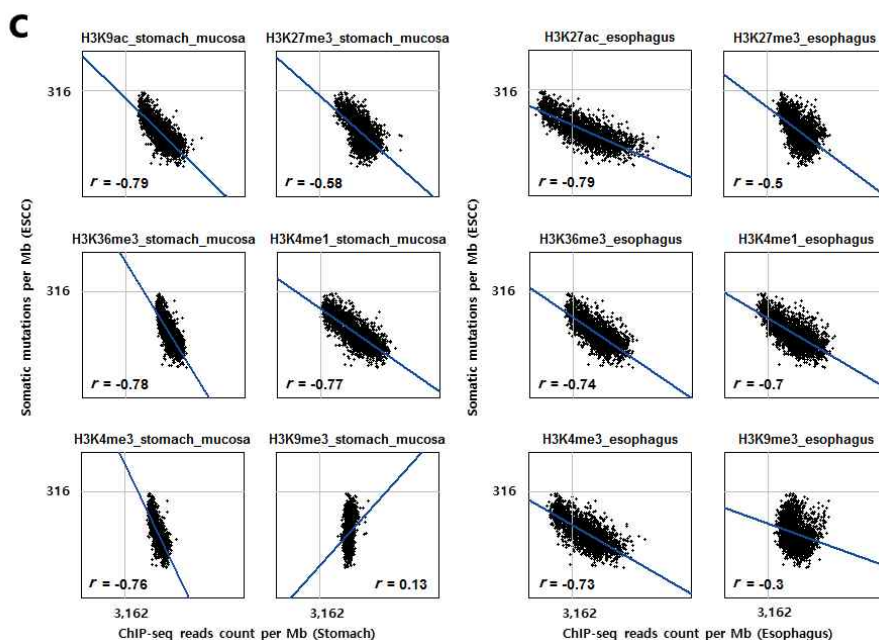 C
H3K9ac_stomach_mucosa H3K27me3_stomach_mucosa H3K27ac_esophagus H3K27me3_esophagus
316 316
r = -0.79 r = -0.58 r = -0.79 r = -0.5
H3K36me3_stomach_mucosa H3K4me1_stomach_mucosa H3K36me3_esophagus H3K4me1_esophagus
316 316
r = -0.78 r = -0.77 r = -0.74 r = -0.7
H3K4me3_stomach_mucosa H3K9me3_stomach_mucosa H3K4me3_esophagus H3K9me3_esophagus
316 316
r = -0.76 r = 0.13 r = -0.73 r = -0.3
3,162 3,162 3,162 3,162
ChIP-seq reads count per Mb (Stomach) ChIP-seq reads count per Mb (Esophagus)
Somatic mutations per Mb (ESCC)
Somatic mutations per Mb (ESCC)